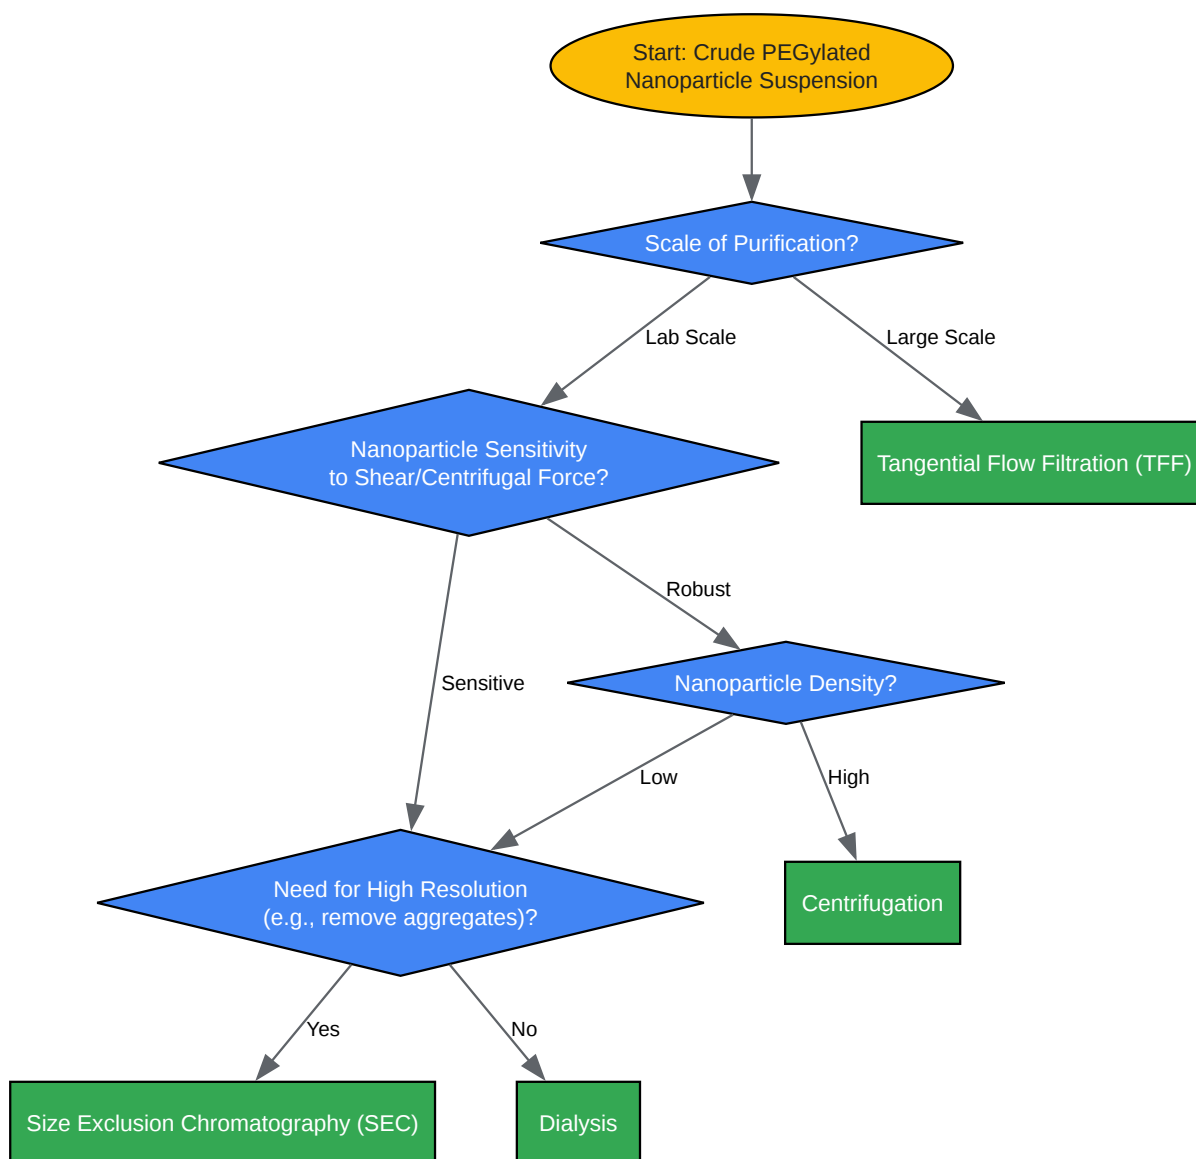 Start: Crude PEGylated
Nanoparticle Suspension
Scale of Purification?
Lab Scale
Large Scale
Nanoparticle Sensitivity
to Shear/Centrifugal Force?
Tangential Flow Filtration (TFF)
Robust
Sensitive
Nanoparticle Density?
Low
High
Need for High Resolution
(e.g., remove aggregates)?
Centrifugation
Yes
No
Size Exclusion Chromatography (SEC)
Dialysis